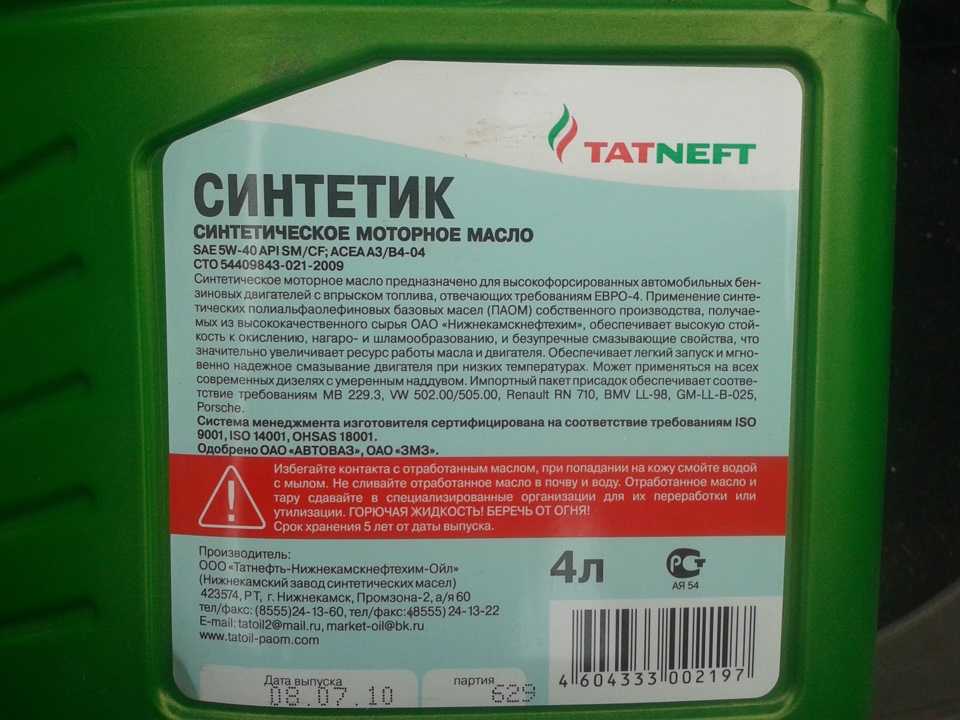 TATNEFT
СИНТЕТИК
СИНТЕТИЧЕСКОЕ МОТОРНОЕ МАСЛО
SAE 5W-40 API SM/CF; ACEA A3/B4-04
СТО 54409843-021-2009
Синтетическое моторное масло предназначено для высокофорсированных автомобильных бен-
зиновых двигателей с впрыском топлива, отвечающих требованиям ЕВРО-4. Применение синте-
тических полиальфаолефиновых базовых масел (ПАОМ) собственного производства, получае-
мых из высококачественного сырья ОАО «Нижнекамскнефтехим», обеспечивает высокую стой-
кость к окислению, нагаро- и шламообразованию, и безупречные смазывающие свойства, что
значительно увеличивает ресурс работы масла и двигателя. Обеспечивает легкий запуск и мгно-
венно надежное смазывание двигателя при низких температурах. Может применяться на всех
современных дизелях с умеренным наддувом. Импортный пакет присадок обеспечивает соответ-
ствие требованиям MB 229.3, VW 502.00/505.00, Renault RN 710, BMV LL-98, GM-LL-B-025,
Porsche.
Система менеджмента изготовителя сертифицирована на соответствие требованиям ISO
9001, ISO 14001, OHSAS 18001.
Одобрено ОАО «АВТОВАЗ», ОАО «ЗМЗ».
Избегайте контакта с отработанным маслом, при попадании на кожу смойте водой
с мылом. Не сливайте отработанное масло в почву и воду. Отработанное масло и
тару сдавайте в специализированные организации для их переработки или
утилизации. ГОРЮЧАЯ ЖИДКОСТЬ! БЕРЕЧЬ ОТ ОГНЯ!
Срок хранения 5 лет от даты выпуска.
Производитель:
ООО «Татнефть-Нижнекамскнефтехим-Ойл»
(Нижнекамский завод синтетических масел)
423574, РТ, г. Нижнекамск, Промзона-2, а/я 60
тел/факс: (8555)24-13-60, тел/факс: (8555) 24-13-22
E-mail: tatoil2@mail.ru, market-oil@bk.ru
www.tatoil-paom.com
4л
РСТ
АЯ 54
Дата выпуска
08.07.10
партия
629
4 604333 002197